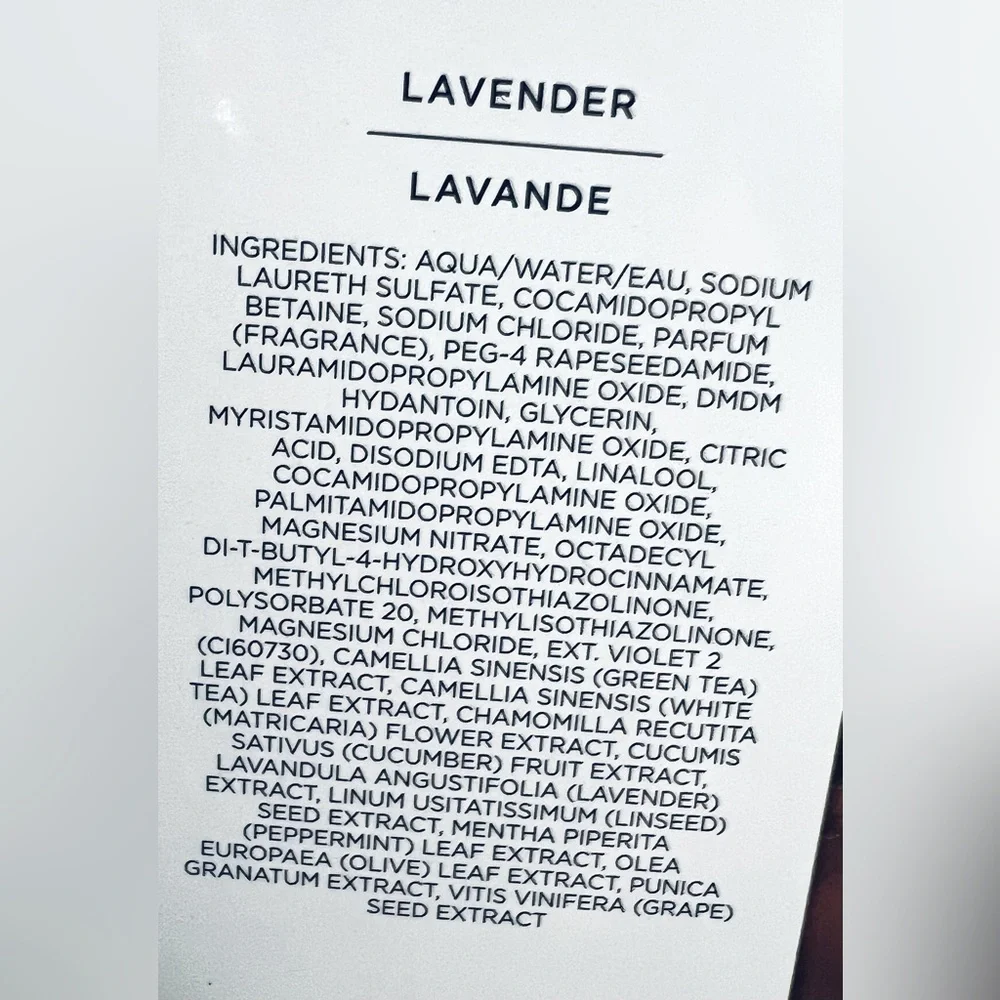 LAVENDER
LAVANDE
INGREDIENTS: AQUA/WATER/EAU, SODIUM
LAURETH SULFATE, COCAMIDOPROPYL
BETAINE, SODIUM CHLORIDE, PARFUM
(FRAGRANCE), PEG-4 RAPESEEDAMIDE,
LAURAMIDOPROPYLAMINE OXIDE, DMDM
HYDANTOIN, GLYCERIN,
MYRISTAMIDOPROPYLAMINE OXIDE, CITRIC
ACID, DISODIUM EDTA, LINALOOL,
COCAMIDOPROPYLAMINE OXIDE,
PALMITAMIDOPROPYLAMINE OXIDE,
MAGNESIUM NITRATE, OCTADECYL
DI-T-BUTYL-4-HYDROXYHYDROCINNAMATE,
METHYLCHLOROISOTHIAZOLINONE,
POLYSORBATE 20, METHYLISOTHIAZOLINONE,
MAGNESIUM CHLORIDE, EXT. VIOLET 2
(CI60730), CAMELLIA SINENSIS (GREEN TEA)
LEAF EXTRACT, CAMELLIA SINENSIS (WHITE
TEA) LEAF EXTRACT, CHAMOMILLA RECUTITA
(MATRICARIA) FLOWER EXTRACT, CUCUMIS
SATIVUS (CUCUMBER) FRUIT EXTRACT,
LAVANDULA ANGUSTIFOLIA (LAVENDER)
EXTRACT, LINUM USITATISSIMUM (LINSEED)
SEED EXTRACT, MENTHA PIPERITA
(PEPPERMINT) LEAF EXTRACT, OLEA
EUROPAEA (OLIVE) LEAF EXTRACT, PUNICA
GRANATUM EXTRACT, VITIS VINIFERA (GRAPE)
SEED EXTRACT